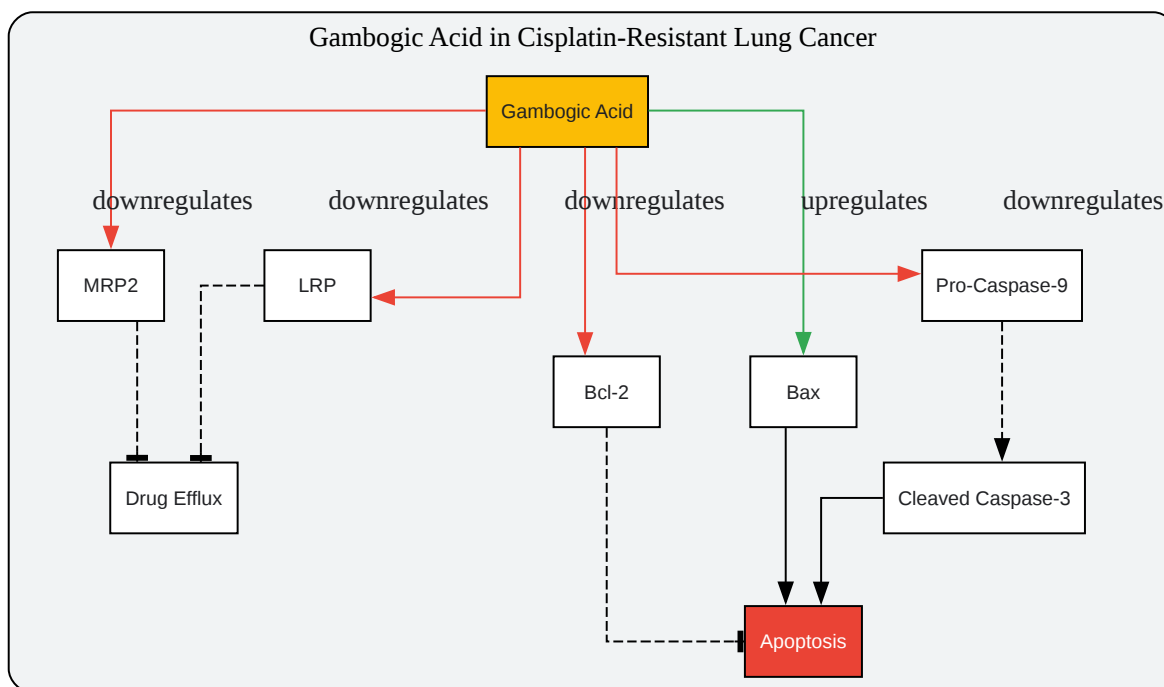 Gambogic Acid in Cisplatin-Resistant Lung Cancer
Gambogic Acid
downregulates
downregulates
downregulates
upregulates
downregulates
MRP2
LRP
Pro-Caspase-9
Bcl-2
Bax
Drug Efflux
Cleaved Caspase-3
Apoptosis